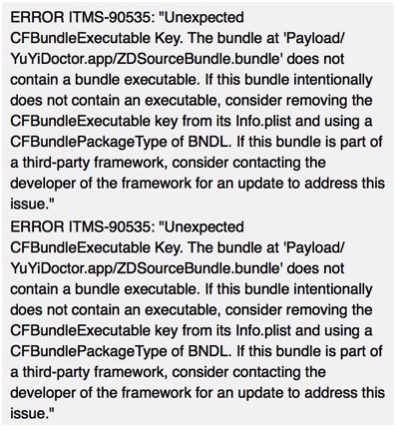 ERROR ITMS-90535: "Unexpected
CFBundleExecutable Key. The bundle at 'Payload/
YuYiDoctor.app/ZDSourceBundle.bundle' does not
contain a bundle executable. If this bundle intentionally
does not contain an executable, consider removing the
CFBundleExecutable key from its Info.plist and using a
CFBundlePackageType of BNDL. If this bundle is part of
a third-party framework, consider contacting the
developer of the framework for an update to address this
issue."
ERROR ITMS-90535: "Unexpected
CFBundleExecutable Key. The bundle at 'Payload/
YuYiDoctor.app/ZDSourceBundle.bundle' does not
contain a bundle executable. If this bundle intentionally
does not contain an executable, consider removing the
CFBundleExecutable key from its Info.plist and using a
CFBundlePackageType of BNDL. If this bundle is part of
a third-party framework, consider contacting the
developer of the framework for an update to address this
issue."